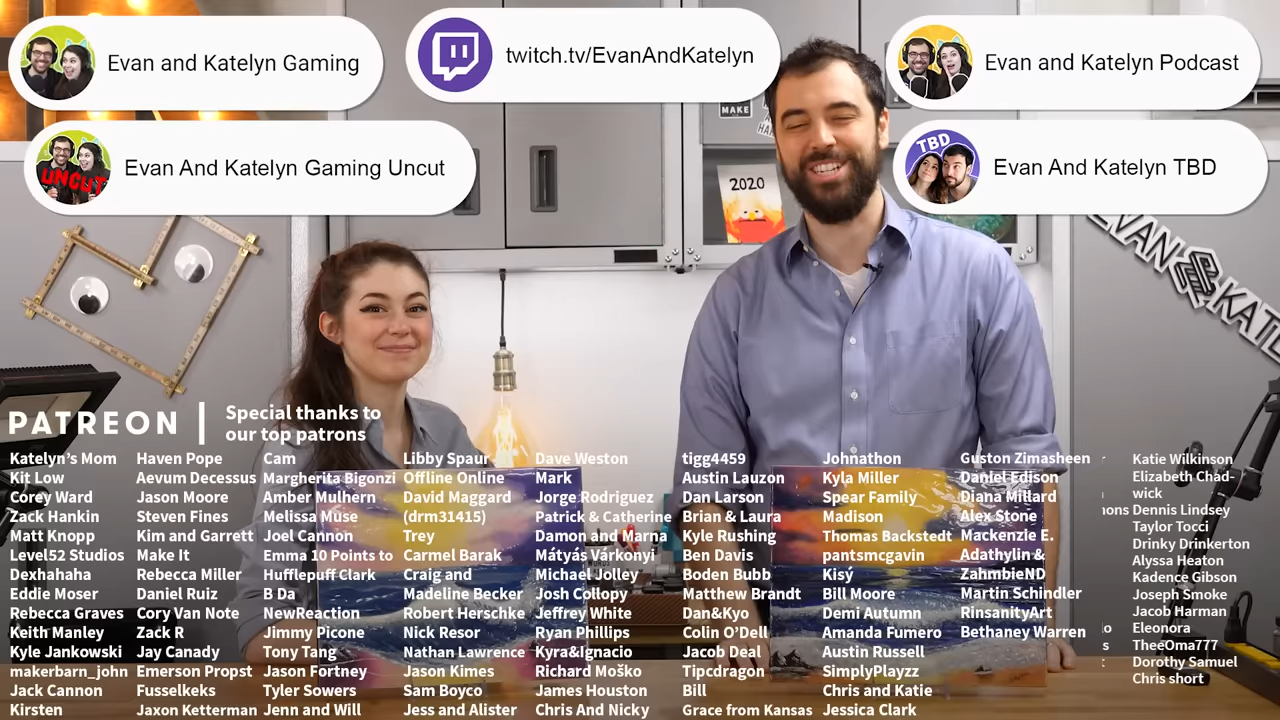 Evan and Katelyn Gaming
twitch.tv/EvanAndKatelyn
Evan and Katelyn Podcast
UNCUT
Evan And Katelyn Gaming Uncut
TBD
Evan And Katelyn TBD
MAKE
2020
EVAN
KATE
PATREON
Special thanks to
our top patrons
Katelyn's Mom
Kit Low
Corey Ward
Zack Hankin
Matt Knopp
Level52 Studios
Dexhahaha
Eddie Moser
Rebecca Graves
Keith Manley
Kyle Jankowski
makerbarn_john
Jack Cannon
Kirsten
Haven Pope
Aevum Decessus
Jason Moore
Steven Fines
Kim and Garrett
Make It
Rebecca Miller
Daniel Ruiz
Cory Van Note
Zack R
Jay Canady
Emerson Propst
Fusselkeks
Jaxon Ketterman
Cam
Margherita Bigonzi
Amber Mulhern
Melissa Muse
Joel Cannon
Emma 10 Points to
Hufflepuff Clark
B Da
NewReaction
Jimmy Picone
Tony Tang
Jason Fortney
Tyler Sowers
Jenn and Will
Libby Spaur
Offline Online
David Maggard
(drm31415)
Trey
Carmel Barak
Craig and
Madeline Becker
Robert Herschke
Nick Resor
Nathan Lawrence
Jason Kimes
Sam Boyco
Jess and Alister
Dave Weston
Mark
Jorge Rodriguez
Patrick & Catherine
Damon and Marna
Mátyás Várkonyi
Michael Jolley
Josh Collopy
Jeffrey White
Ryan Phillips
Kyra&Ignacio
Richard Moško
James Houston
Chris And Nicky
tigg4459
Austin Lauzon
Dan Larson
Brian & Laura
Kyle Rushing
Ben Davis
Boden Bubb
Matthew Brandt
Dan&Kyo
Colin O'Dell
Jacob Deal
Tipcdragon
Bill
Grace from Kansas
Johnathon
Kyla Miller
Spear Family
Madison
Thomas Backstedt
pantsmcgavin
Kisý
Bill Moore
Demi Autumn
Amanda Fumero
Austin Russell
SimplyPlayzz
Chris and Katie
Jessica Clark
Guston Zimasheen
Daniel Edison
Diana Millard
Alex Stone
Mackenzie E.
Adathylin &
ZahmbieND
Martin Schindler
RinsanityArt
Bethaney Warren
Katie Wilkinson
Elizabeth Chad-
wick
Dennis Lindsey
Taylor Tocci
Drinky Drinkerton
Alyssa Heaton
Kadence Gibson
Joseph Smoke
Jacob Harman
Eleonora
TheeOma777
Dorothy Samuel
Chris short